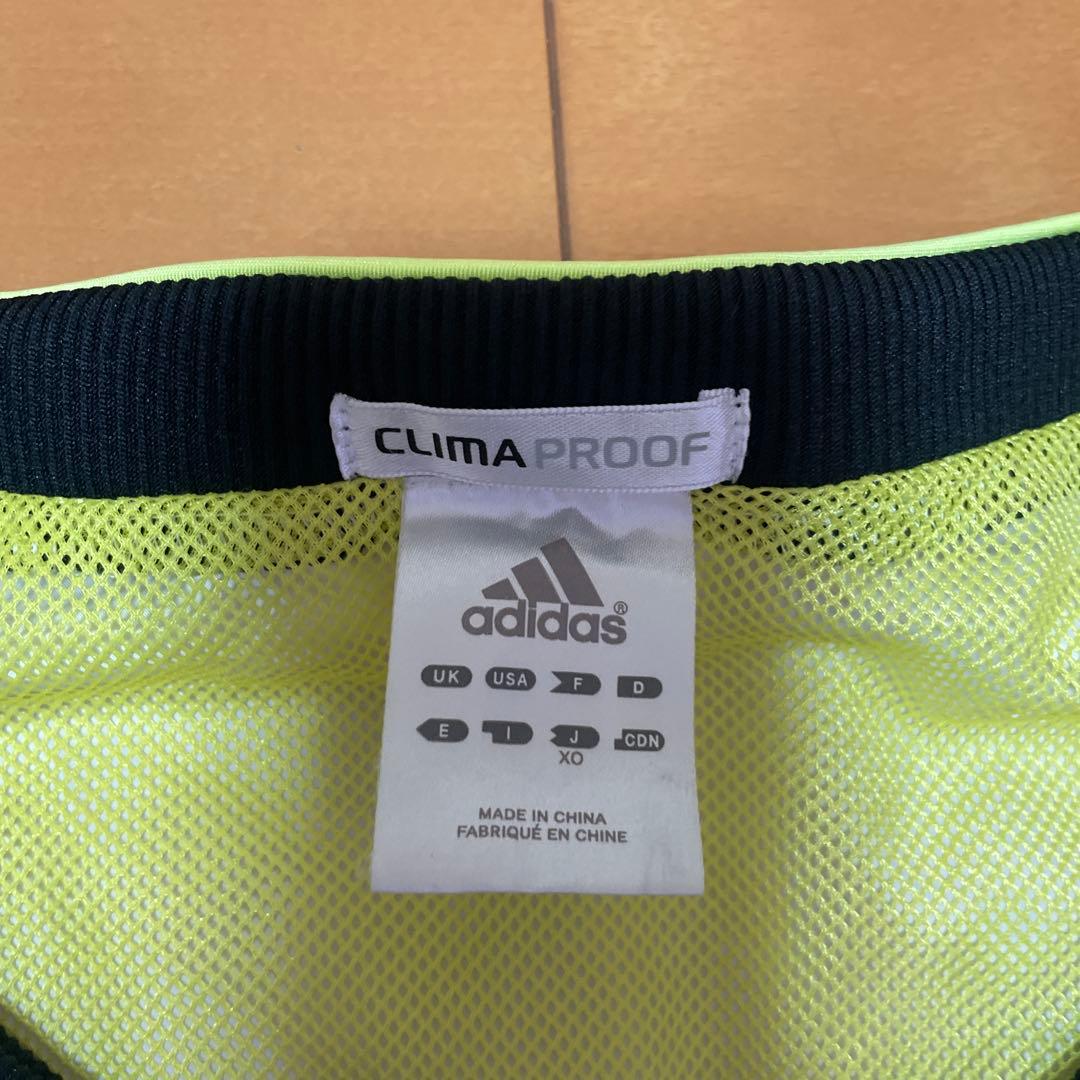 CLIMAPROOF
adidas®
UK USA F D
E I J CDN
XO
MADE IN CHINA
FABRIQUÉ EN CHINE